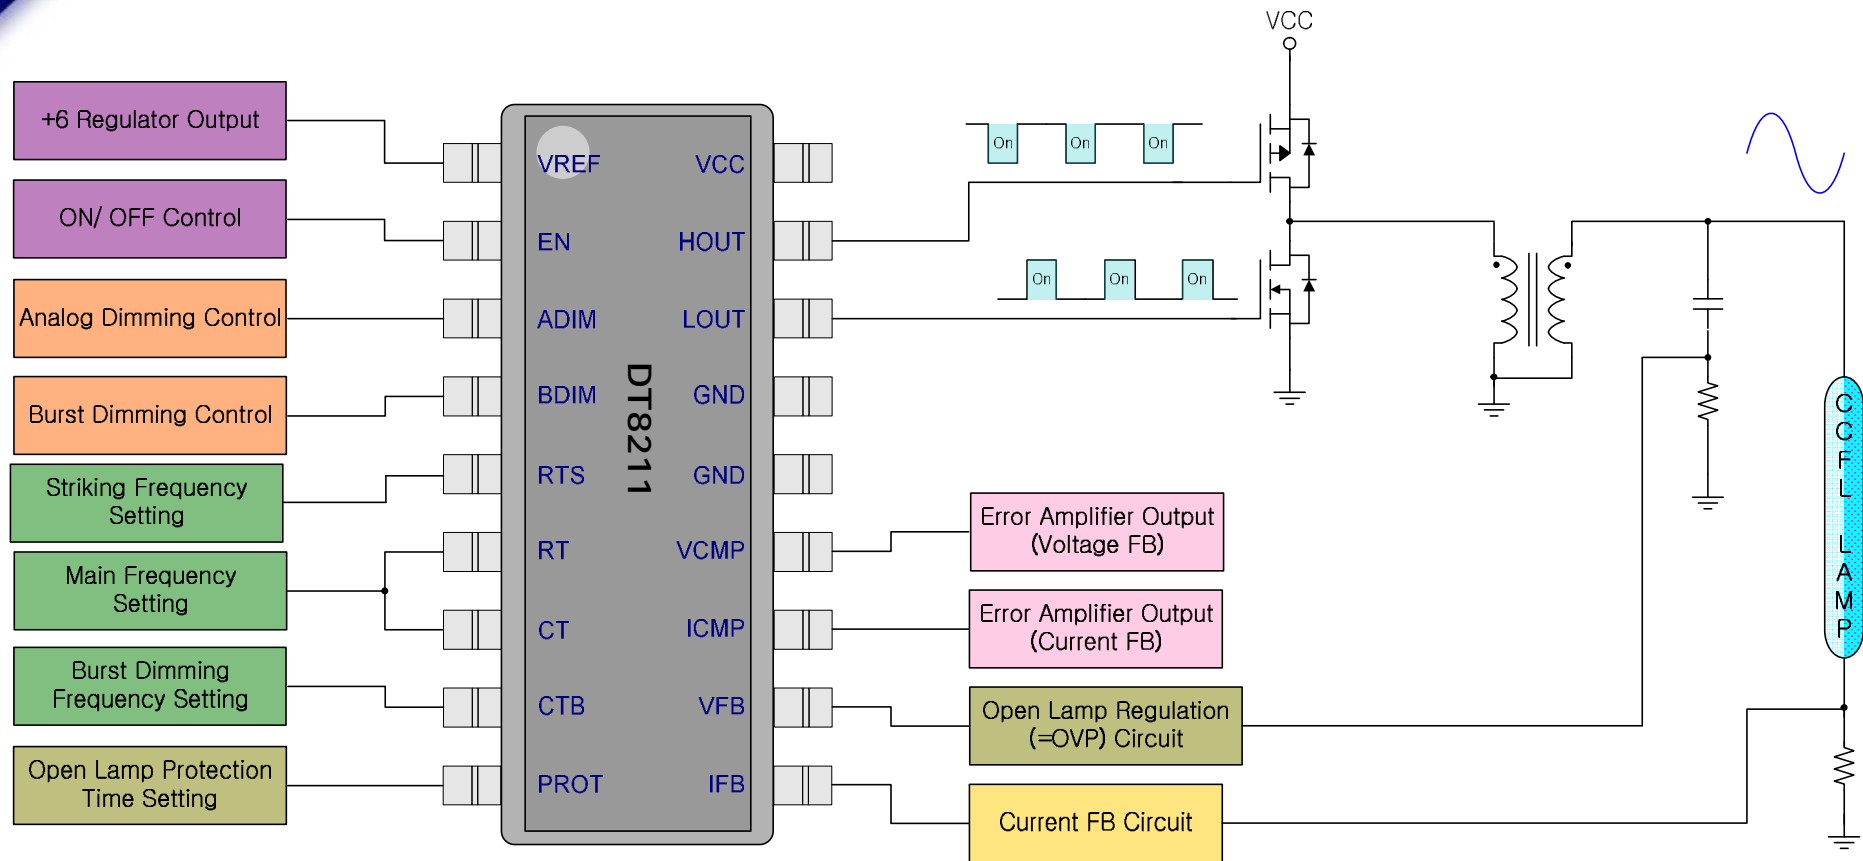 VCC
+6 Regulator Output
ON/ OFF Control
Analog Dimming Control
Burst Dimming Control
Striking Frequency
Setting
Main Frequency
Setting
Burst Dimming
Frequency Setting
Open Lamp Protection
Time Setting
VREF
EN
ADIM
BDIM
RTS
RT
CT
CTB
PROT
DT8211
VCC
HOUT
LOUT
GND
GND
VCMP
ICMP
VFB
IFB
On On On
On On On
Error Amplifier Output
(Voltage FB)
Error Amplifier Output
(Current FB)
Open Lamp Regulation
(=OVP) Circuit
Current FB Circuit
CCFL LAMP